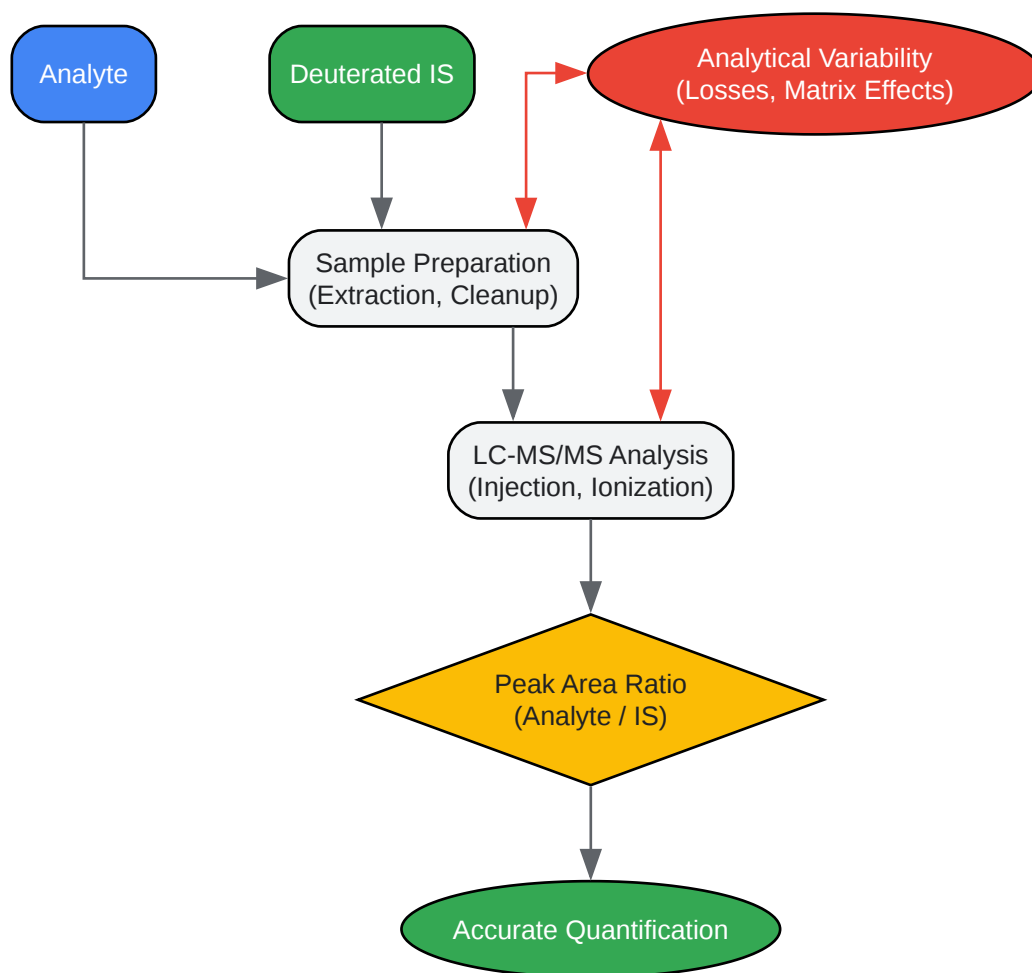 Analyte
Deuterated IS
Analytical Variability
(Losses, Matrix Effects)
Sample Preparation
(Extraction, Cleanup)
LC-MS/MS Analysis
(Injection, Ionization)
Peak Area Ratio
(Analyte / IS)
Accurate Quantification